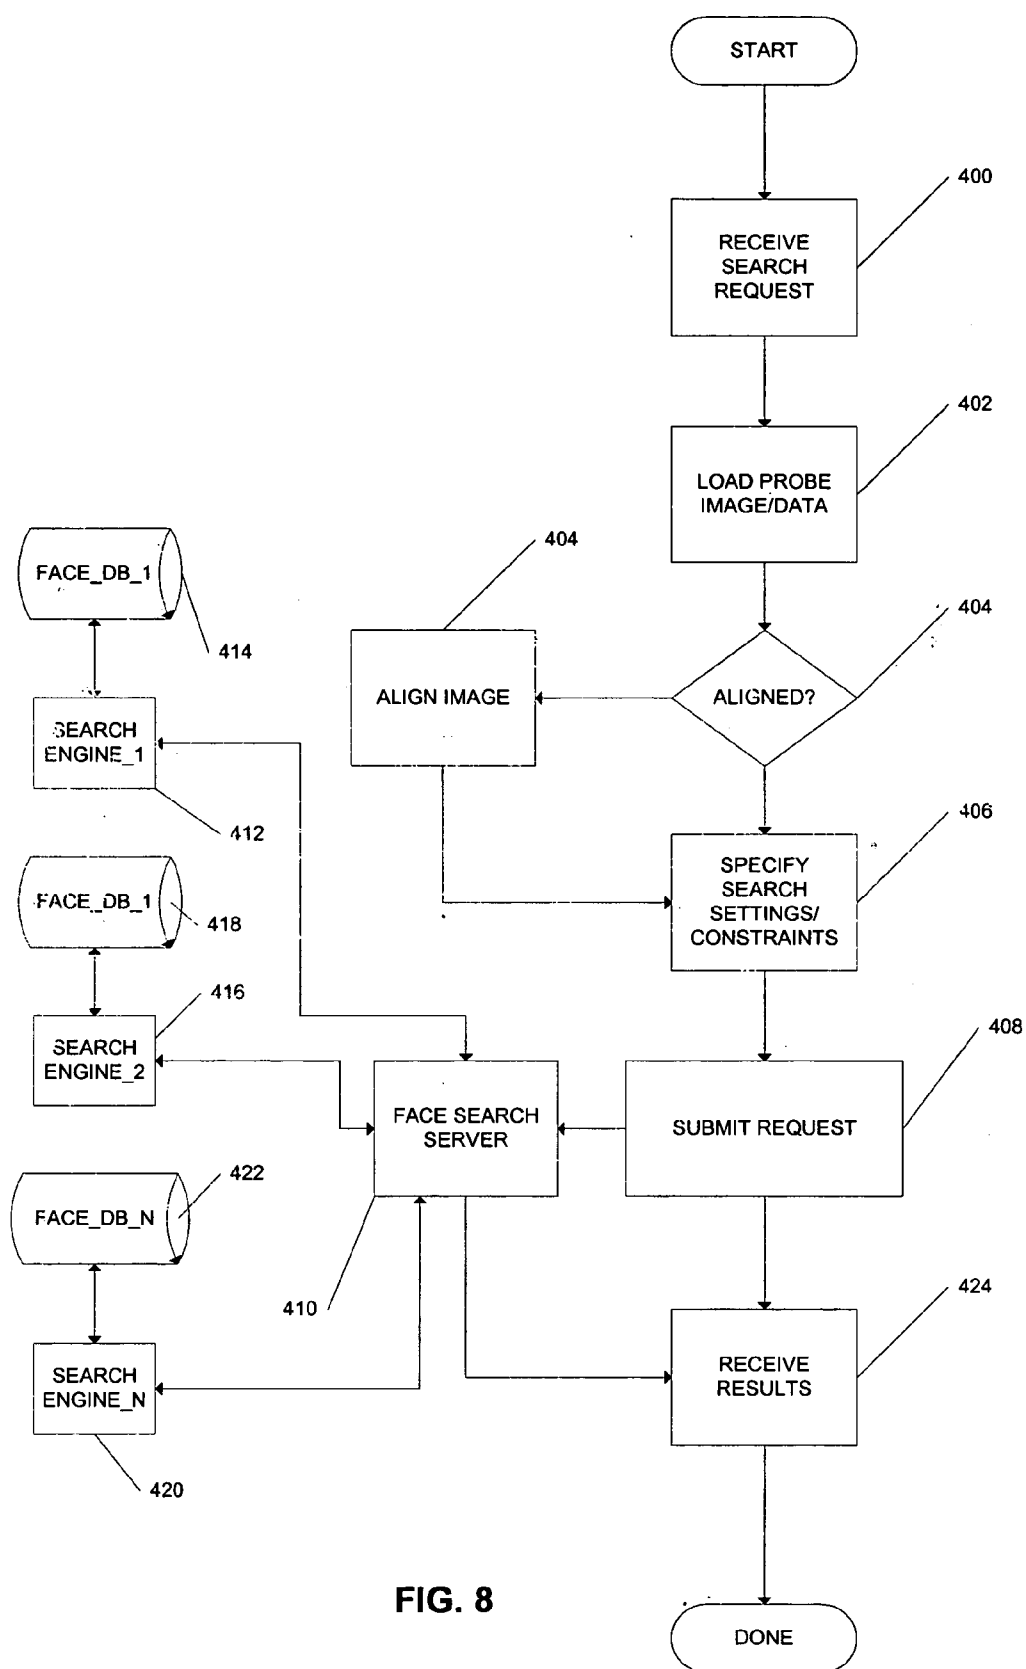 START
400
RECEIVE
SEARCH
REQUEST
402
LOAD PROBE
IMAGE/DATA
404
404
ALIGN IMAGE
ALIGNED?
FACE_DB_1
414
SEARCH
ENGINE_1
412
406
SPECIFY
SEARCH
SETTINGS/
CONSTRAINTS
FACE_DB_1
418
416
SEARCH
ENGINE_2
408
FACE SEARCH
SERVER
SUBMIT REQUEST
422
FACE_DB_N
410
424
SEARCH
ENGINE_N
RECEIVE
RESULTS
420
FIG. 8
DONE